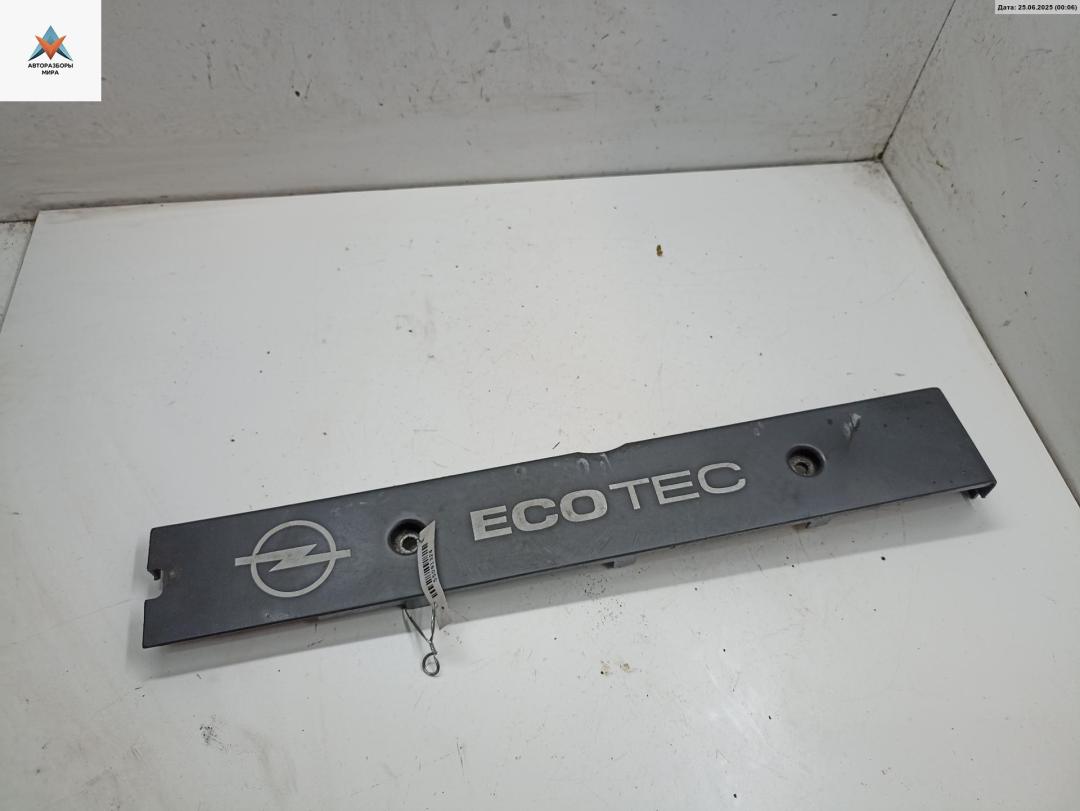 АВТОРАЗБОРЫ
МИРА
Дата: 25.06.2025 (00:06)
ECOTEC